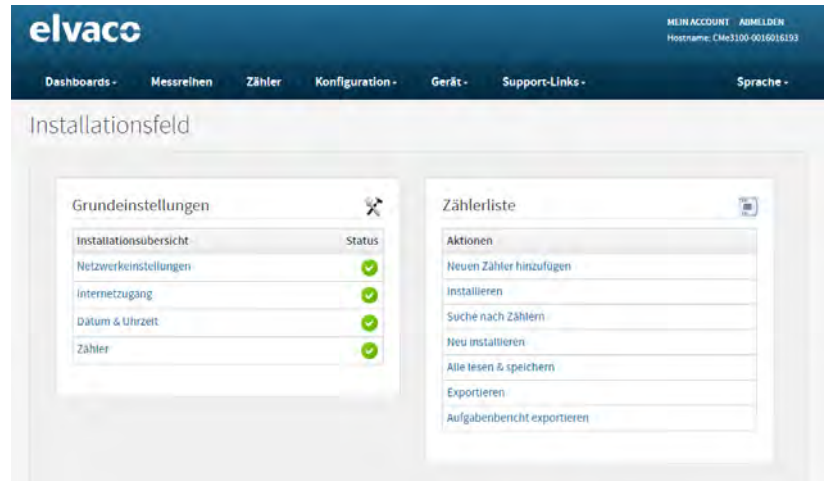 elvaco
MEIN ACCOUNT ABMELDEN
Hostname: CMe3100-0016016193
Dashboards Messreihen Zähler Konfiguration Gerät Support-Links Sprache
Installationsfeld
Grundeinstellungen
Installationsübersicht Status
Netzwerkeinstellungen
Internetzugang
Datum & Uhrzeit
Zähler
Zählerliste
Aktionen
Neuen Zähler hinzufügen
Installieren
Suche nach Zählern
Neu installieren
Alle lesen & speichern
Exportieren
Aufgabenbericht exportieren